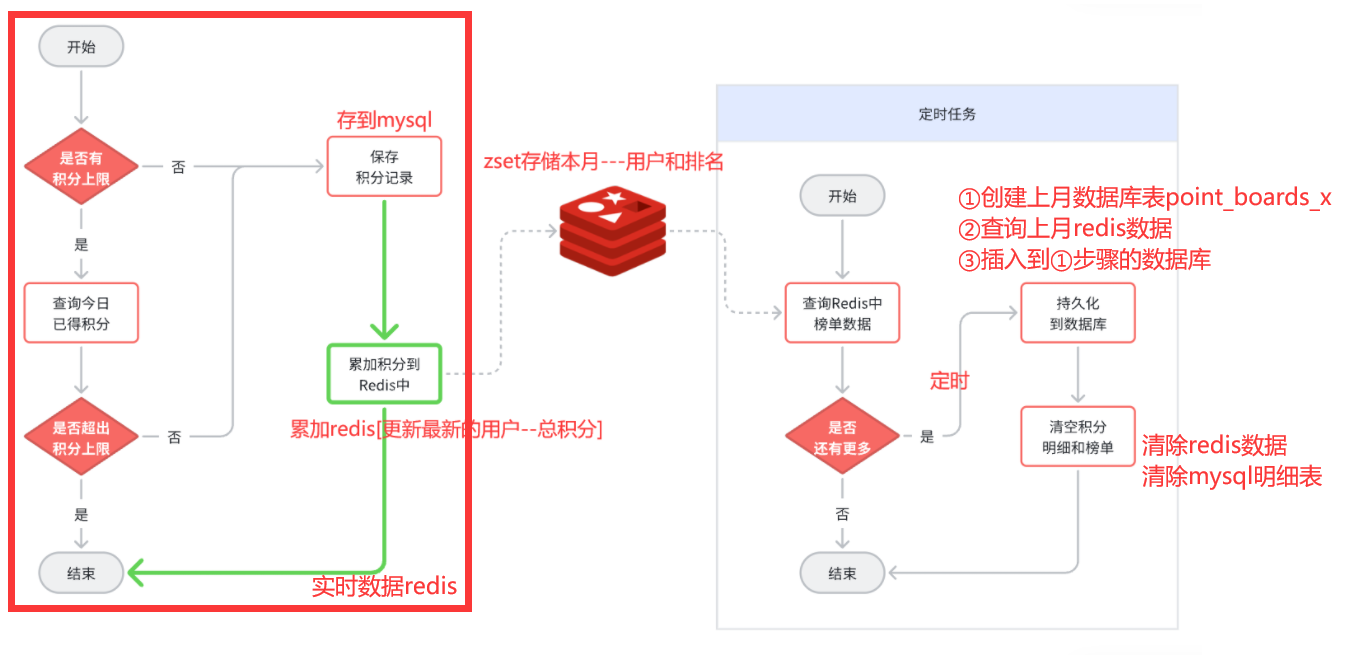 开始
是否有
积分上限
否
是
查询今日
已得积分
是否超出
积分上限
否
是
结束
存到mysql
保存
积分记录
累加积分到
Redis中
累加redis[更新最新的用户--总积分]
实时数据redis
zset存储本月---用户和排名
定时任务
开始
查询Redis中
榜单数据
是否
还有更多
是
否
结束
定时
①创建上月数据库表point_boards_x
②查询上月redis数据
③插入到①步骤的数据库
持久化
到数据库
清空积分
明细和榜单
清除redis数据
清除mysql明细表